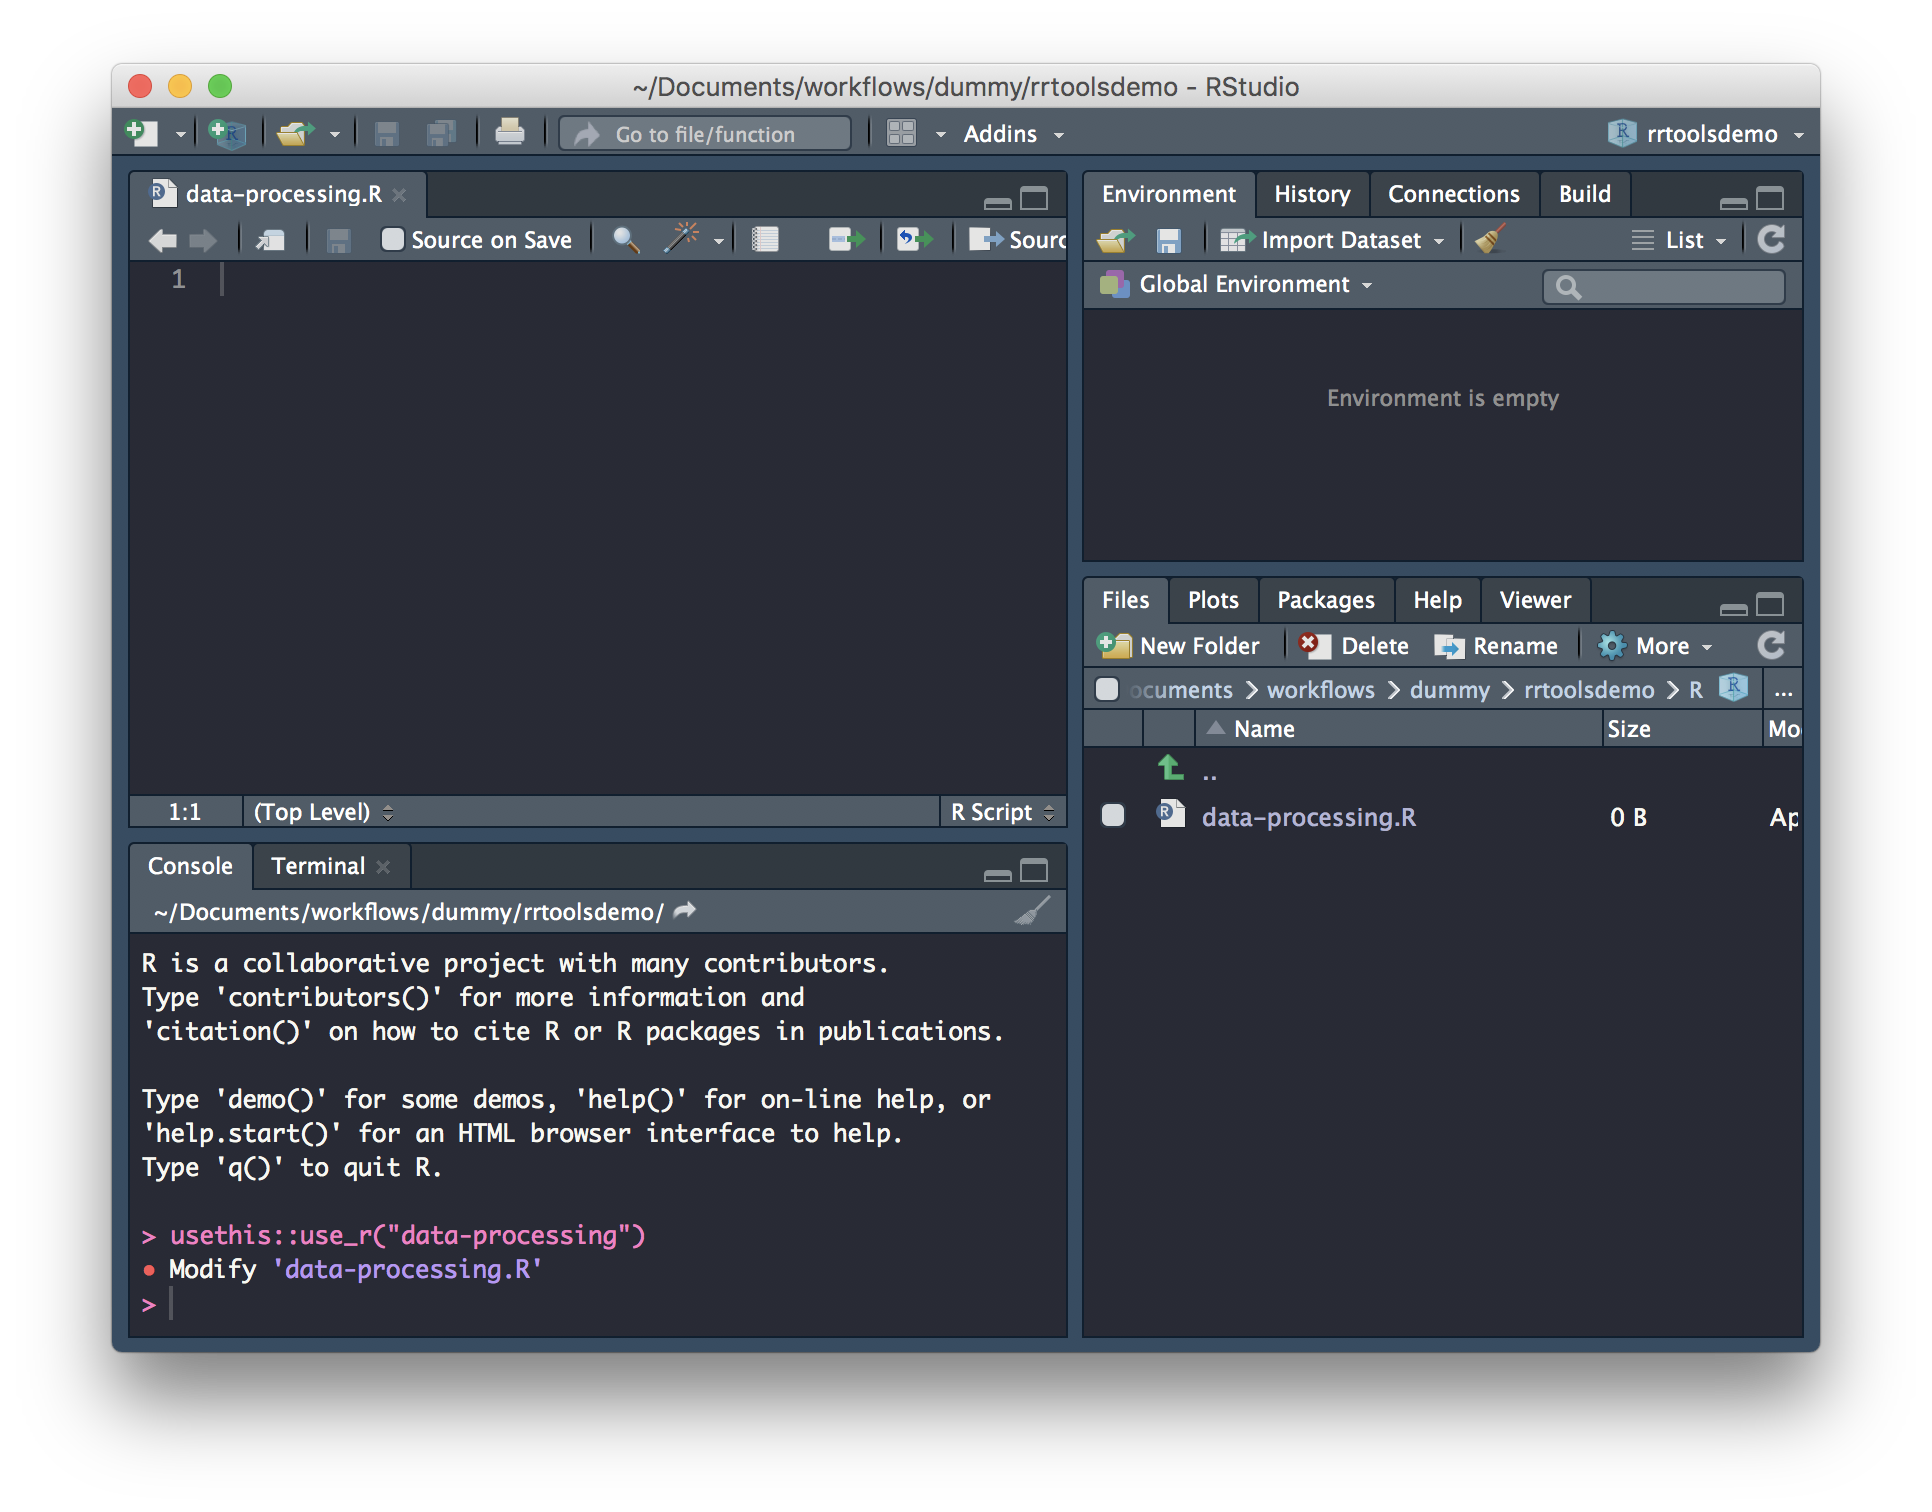 ~/Documents/workflows/dummy/rrtoolsdemo - RStudio
Go to file/function
Addins
rrtoolsdemo
data-processing.R
Source on Save
Sourc
1
1:1
(Top Level)
R Script
Console
Terminal
~/Documents/workflows/dummy/rrtoolsdemo/
R is a collaborative project with many contributors.
Type 'contributors()' for more information and
'citation()' on how to cite R or R packages in publications.
Type 'demo()' for some demos, 'help()' for on-line help, or
'help.start()' for an HTML browser interface to help.
Type 'q()' to quit R.
> usethis::use_r("data-processing")
● Modify 'data-processing.R'
>
Environment
History
Connections
Build
Import Dataset
List
Global Environment
Environment is empty
Files
Plots
Packages
Help
Viewer
New Folder
Delete
Rename
More
ocuments > workflows > dummy > rrtoolsdemo > R
...
Name
Size
Mo
..
data-processing.R
0 B
Ap